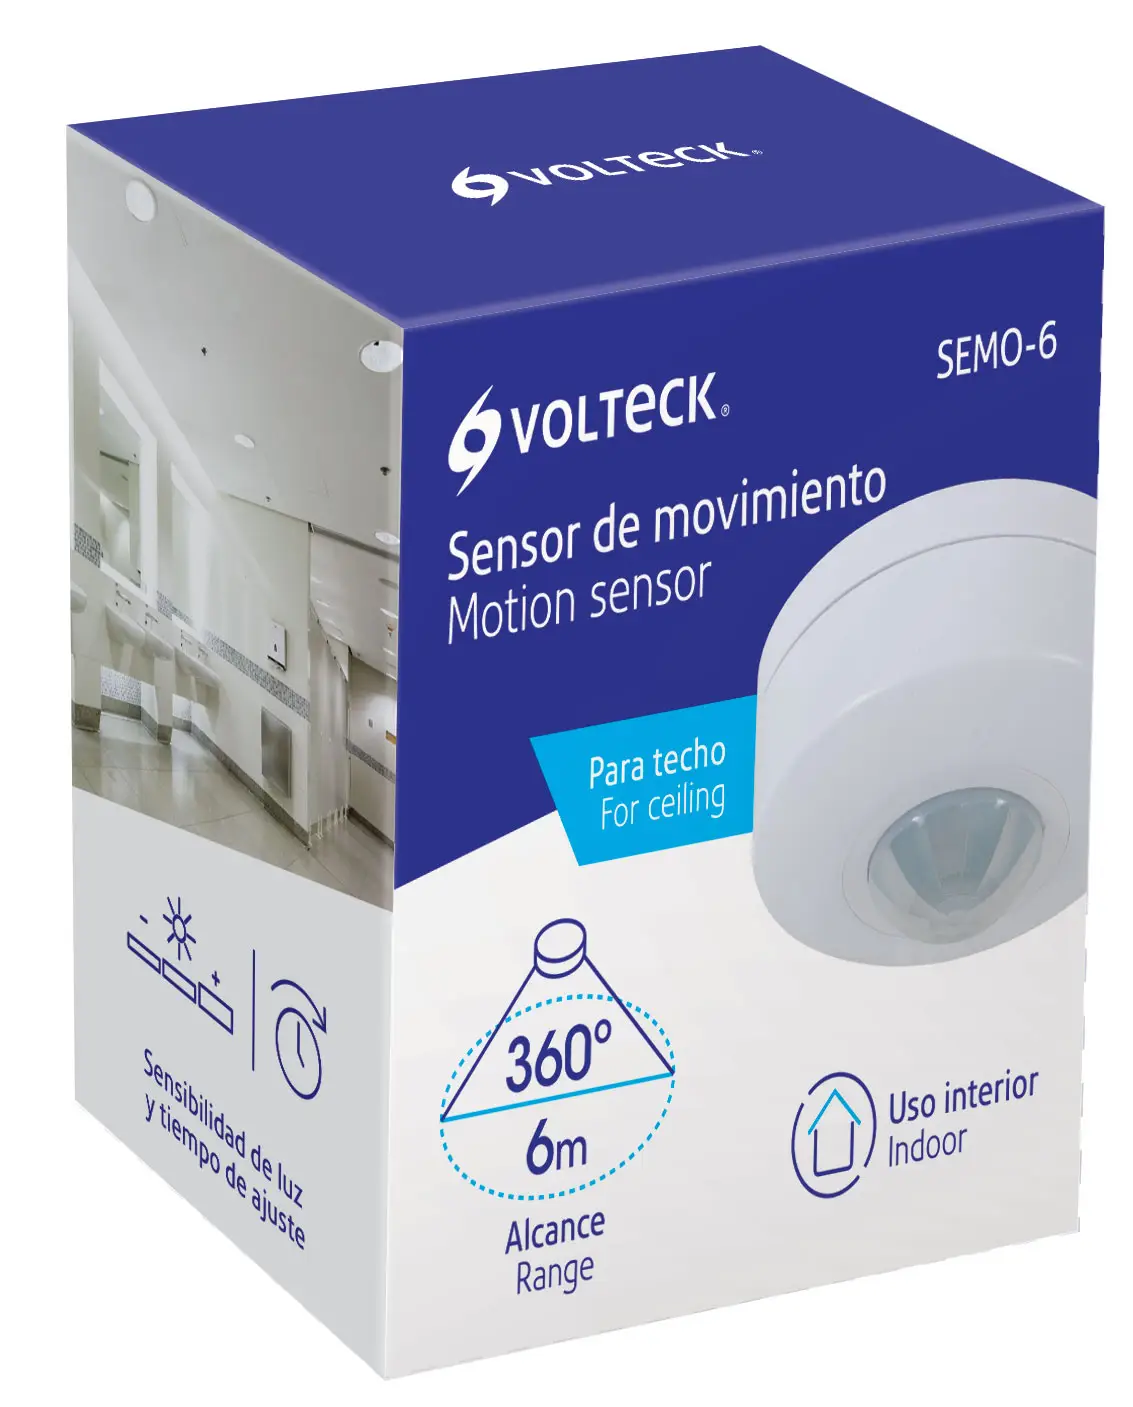 VOLTECK®
SEMO-6
VOLTECK®
Sensor de movimiento
Motion sensor
Para techo
For ceiling
360°
6m
Alcance
Range
Uso interior
Indoor
- +
Sensibilidad de luz
y tiempo de ajuste